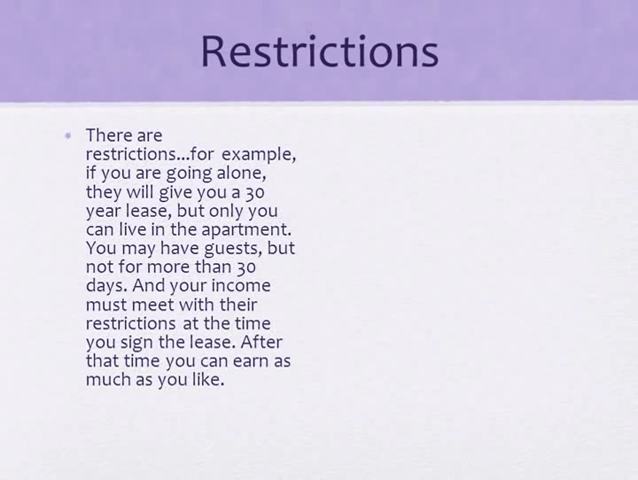 Restrictions
• There are
restrictions...for example,
if you are going alone,
they will give you a 30
year lease, but only you
can live in the apartment.
You may have guests, but
not for more than 30
days. And your income
must meet with their
restrictions at the time
you sign the lease. After
that time you can earn as
much as you like.